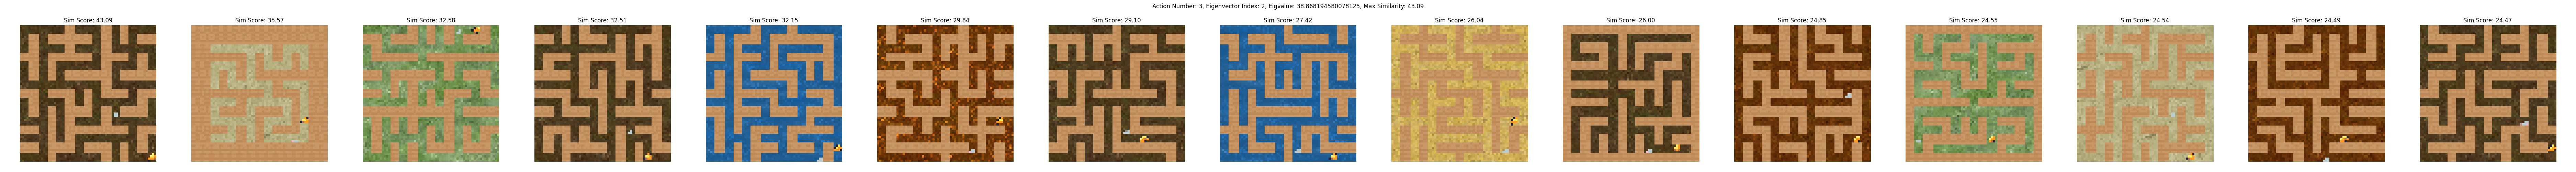 Action Number: 3, Eigenvector Index: 2, Eigvalue: 38.868194580078125, Max Similarity: 43.09
Sim Score: 43.09
Sim Score: 35.57
Sim Score: 32.58
Sim Score: 32.51
Sim Score: 32.15
Sim Score: 29.84
Sim Score: 29.10
Sim Score: 27.42
Sim Score: 26.04
Sim Score: 26.00
Sim Score: 24.85
Sim Score: 24.55
Sim Score: 24.54
Sim Score: 24.49
Sim Score: 24.47